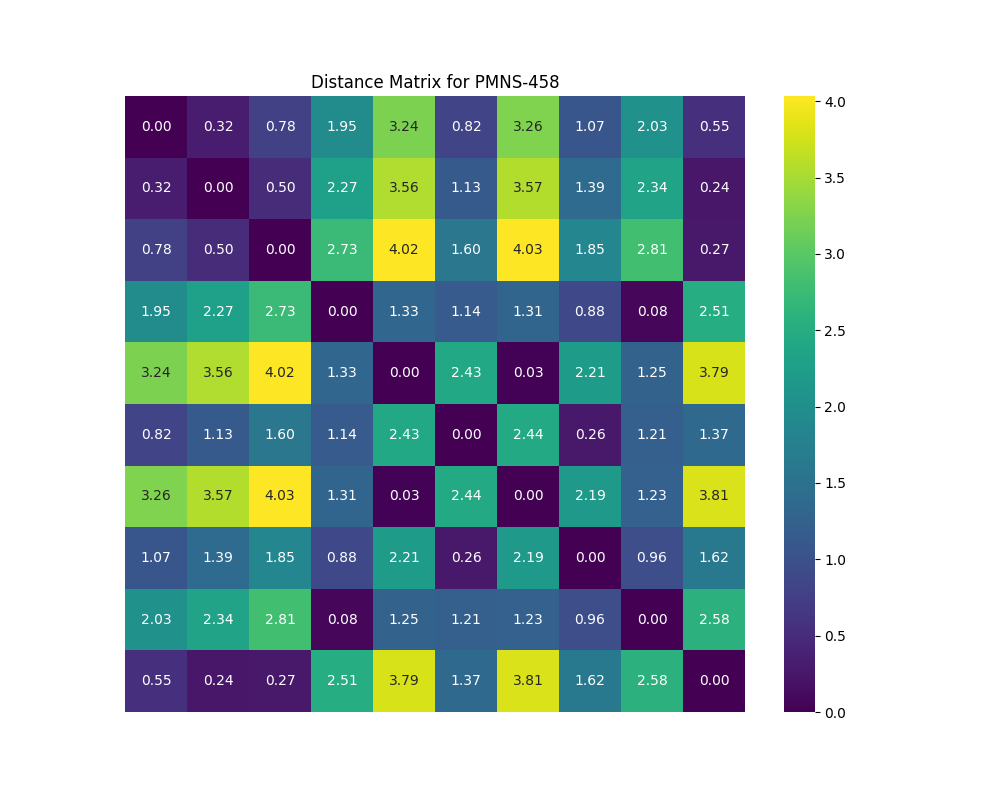 Distance Matrix for PMNS-458
0.00 0.32 0.78 1.95 3.24 0.82 3.26 1.07 2.03 0.55
0.32 0.00 0.50 2.27 3.56 1.13 3.57 1.39 2.34 0.24
0.78 0.50 0.00 2.73 4.02 1.60 4.03 1.85 2.81 0.27
1.95 2.27 2.73 0.00 1.33 1.14 1.31 0.88 0.08 2.51
3.24 3.56 4.02 1.33 0.00 2.43 0.03 2.21 1.25 3.79
0.82 1.13 1.60 1.14 2.43 0.00 2.44 0.26 1.21 1.37
3.26 3.57 4.03 1.31 0.03 2.44 0.00 2.19 1.23 3.81
1.07 1.39 1.85 0.88 2.21 0.26 2.19 0.00 0.96 1.62
2.03 2.34 2.81 0.08 1.25 1.21 1.23 0.96 0.00 2.58
0.55 0.24 0.27 2.51 3.79 1.37 3.81 1.62 2.58 0.00
4.0
3.5
3.0
2.5
2.0
1.5
1.0
0.5
0.0